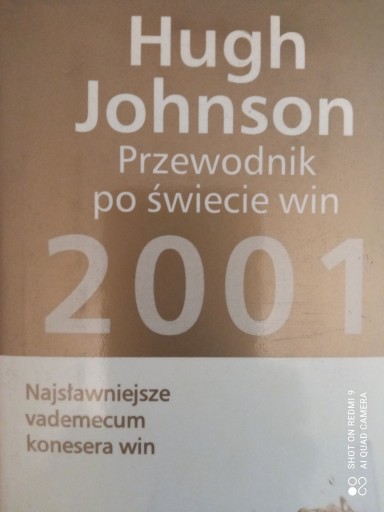 Hugh
Johnson
Przewodnik
po świecie win
2001
Najsławniejsze
vademecum
konesera win
SHOT ON REDMI 9
AI QUAD CAMERA